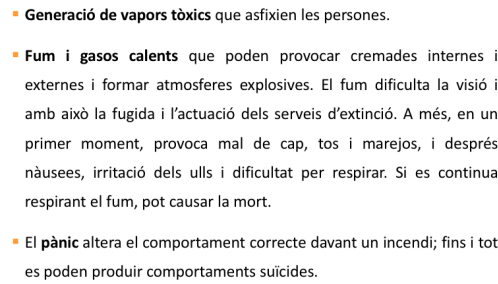 ▪ Generació de vapors tòxics que asfixien les persones.
▪ Fum i gasos calents que poden provocar cremades internes i
externes i formar atmosferes explosives. El fum dificulta la visió i
amb això la fugida i l’actuació dels serveis d’extinció. A més, en un
primer moment, provoca mal de cap, tos i marejos, i després
nàusees, irritació dels ulls i dificultat per respirar. Si es continua
respirant el fum, pot causar la mort.
▪ El pànic altera el comportament correcte davant un incendi; fins i tot
es poden produir comportaments suïcides.